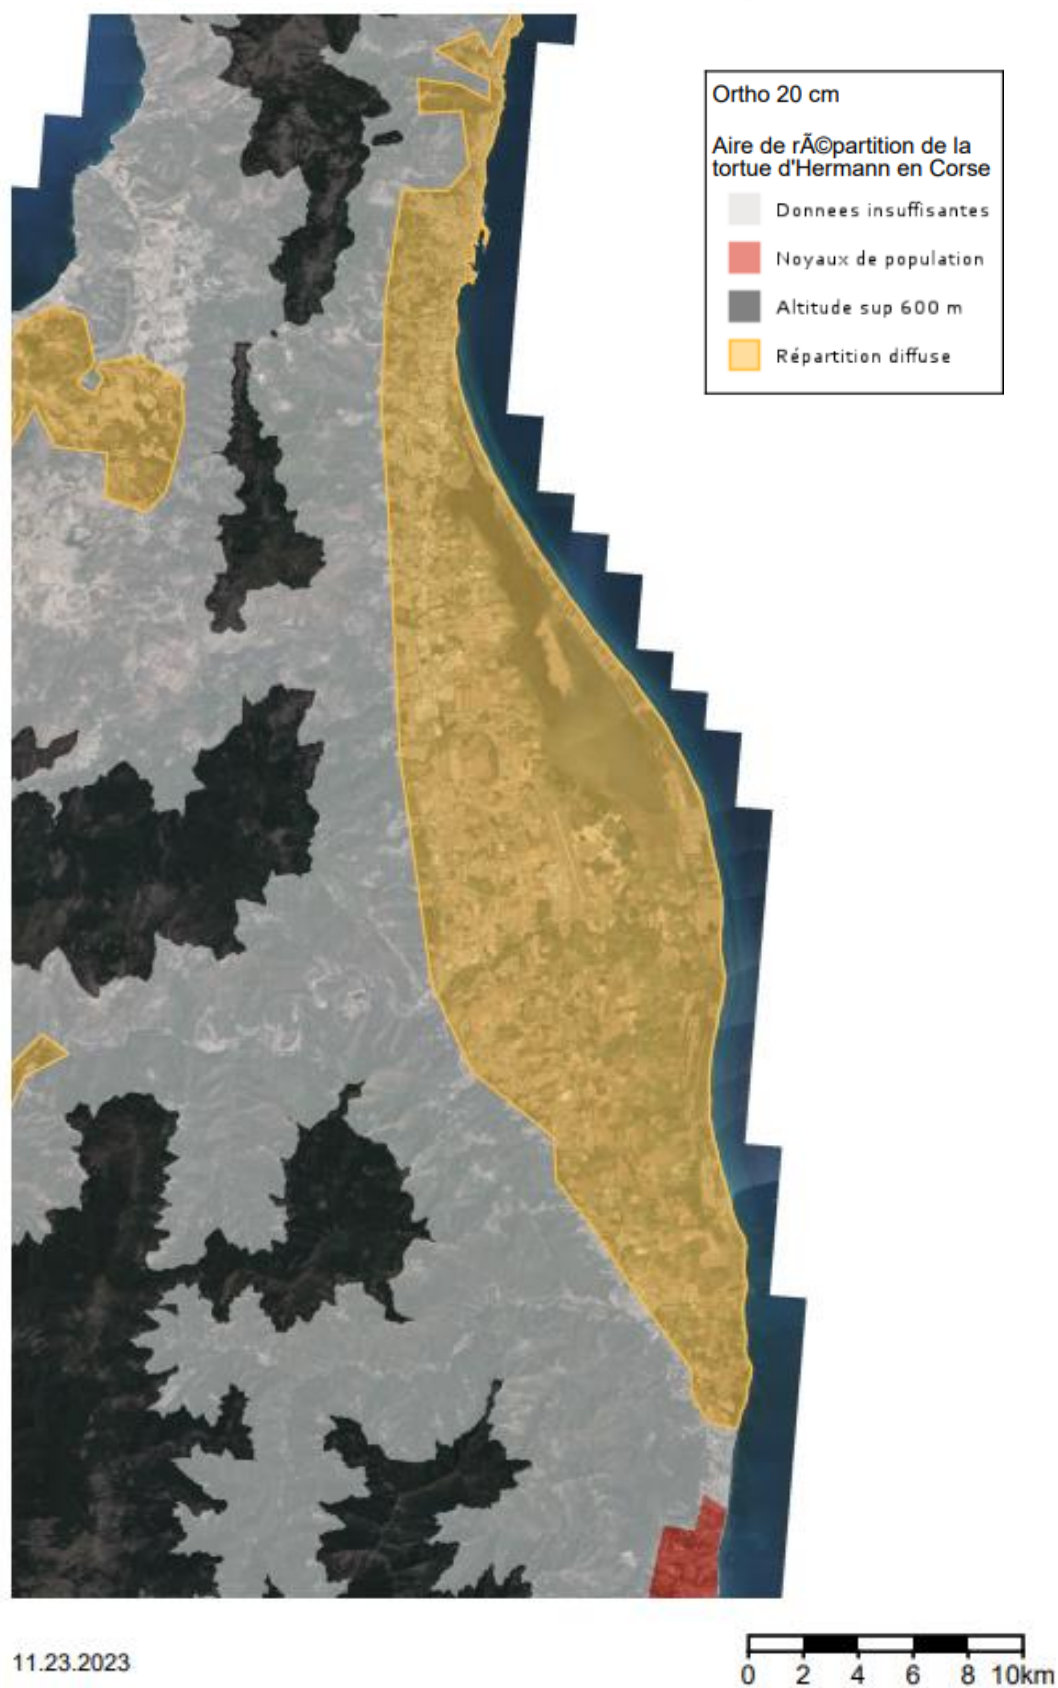 Ortho 20 cm
Aire de rÃ©partition de la
tortue d'Hermann en Corse
Donnees insuffisantes
Noyaux de population
Altitude sup 600 m
Répartition diffuse
11.23.2023
0 2 4 6 8 10km